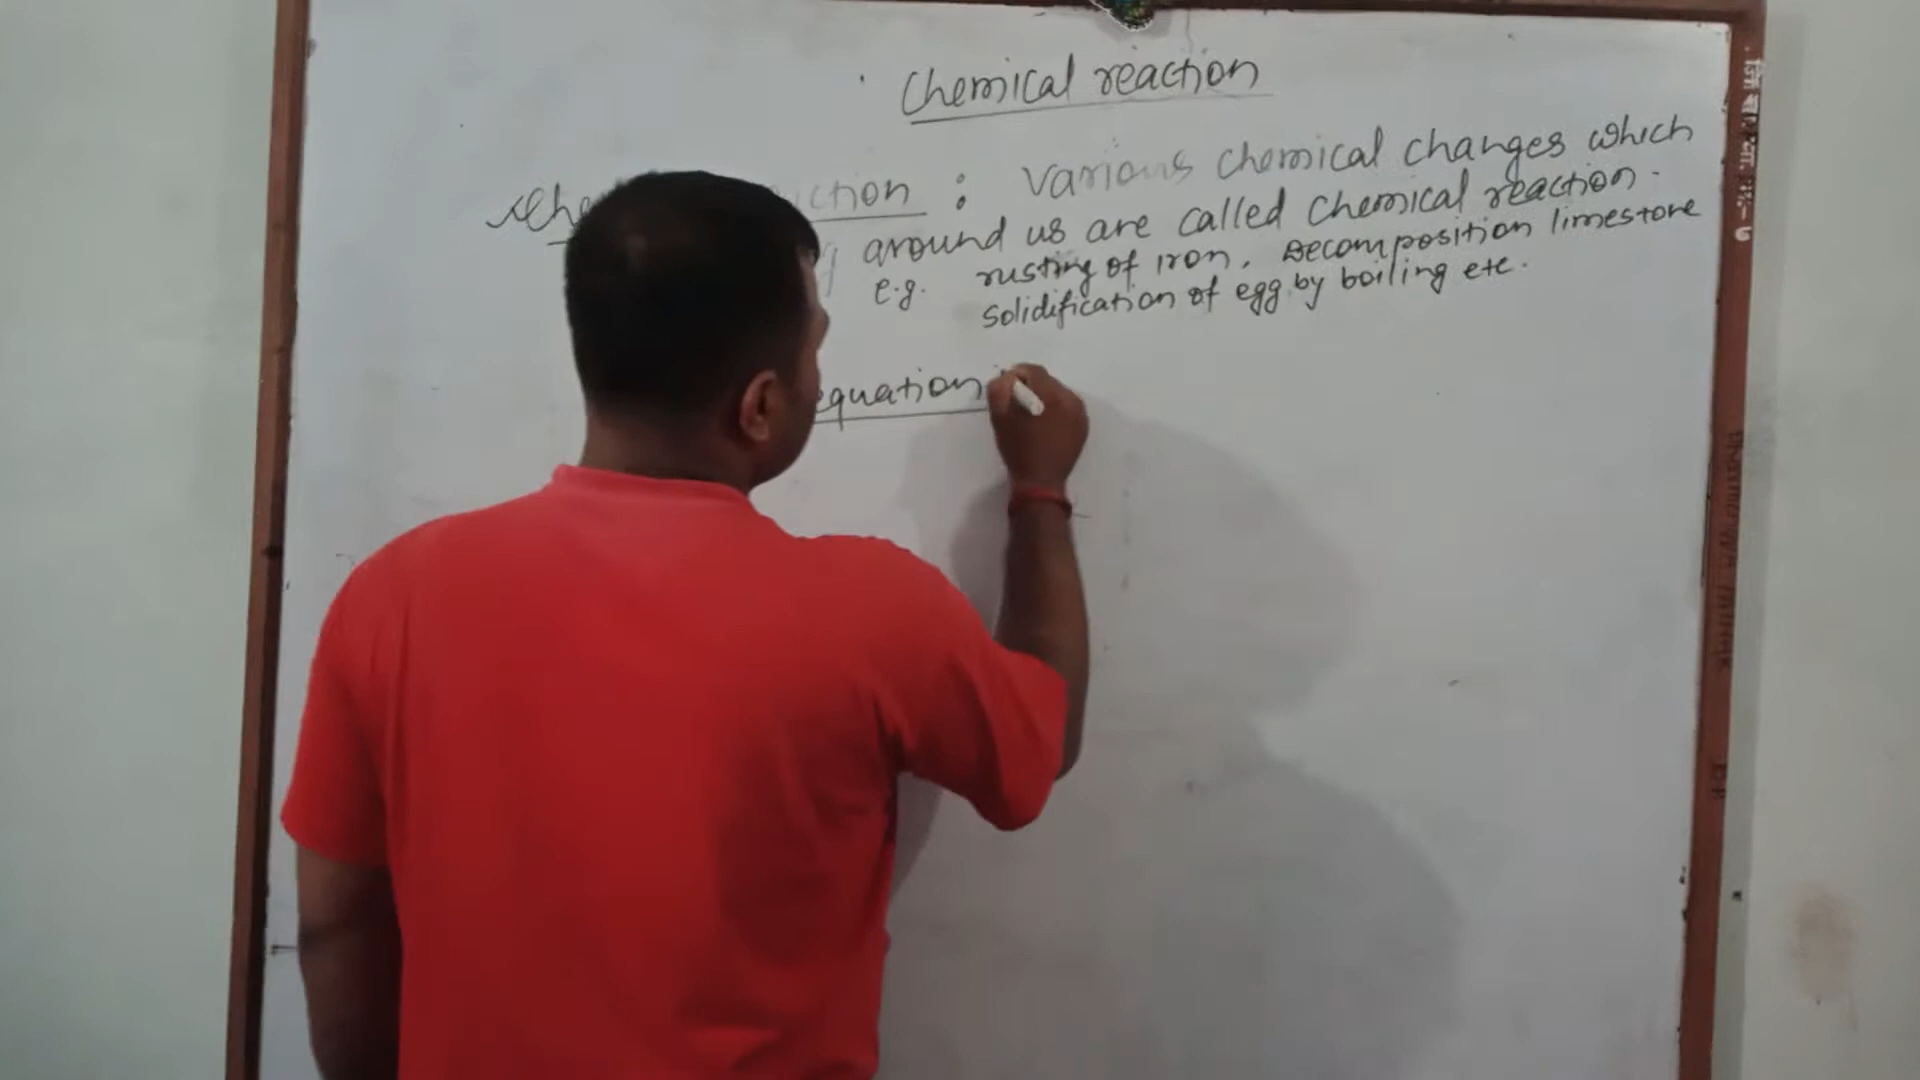 Chemical reaction
Che ction : Various chemical changes which
around us are called chemical reaction.
e.g. rusting of iron, Decomposition limestone
solidification of egg by boiling etc.
equation